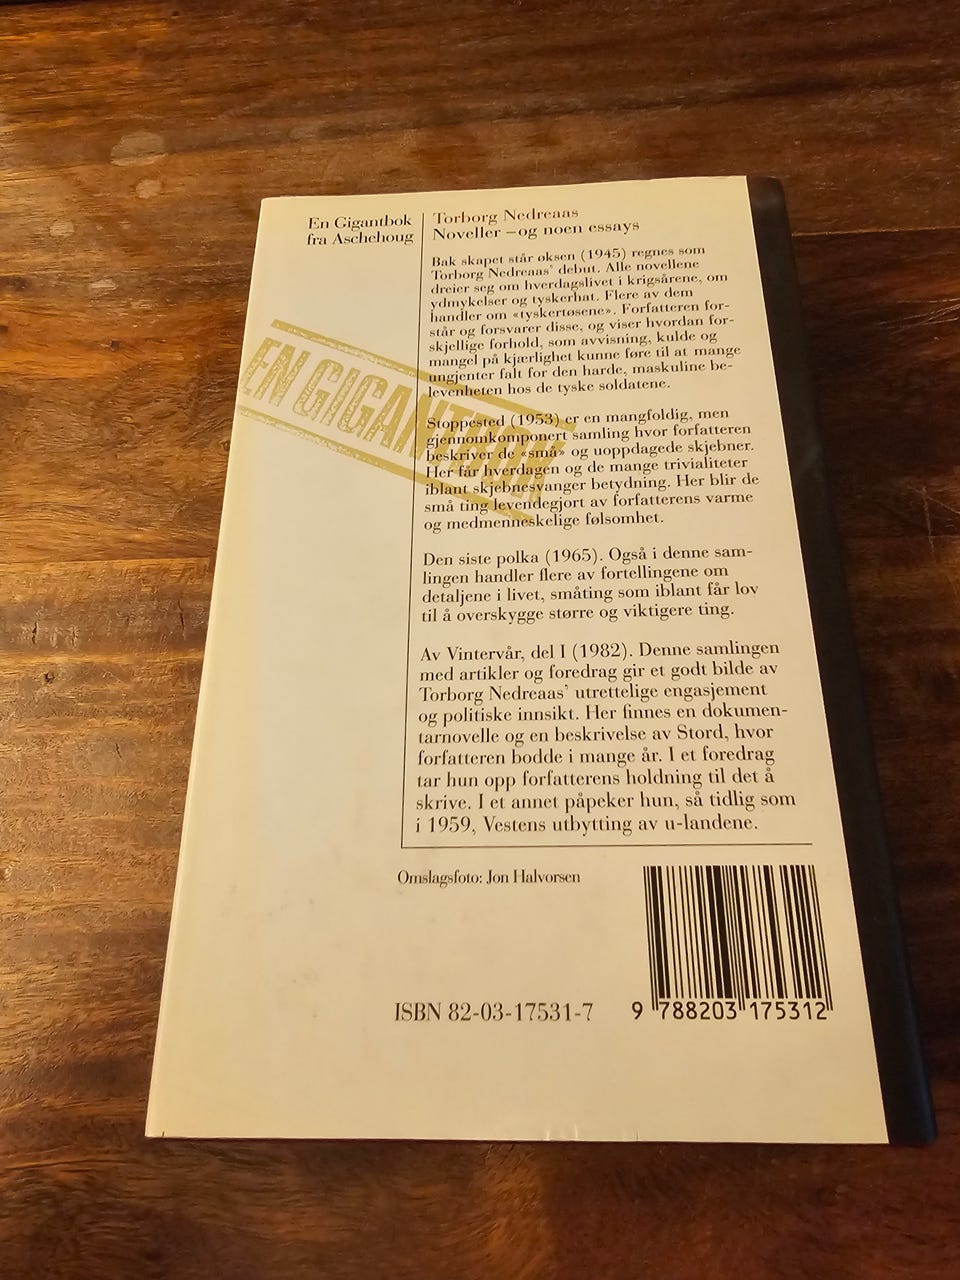 En Gigantbok
fra Aschehoug
Torborg Nedreaas
Noveller – og noen essays
Bak skapet står øksen (1945) regnes som
Torborg Nedreaas' debut. Alle novellene
dreier seg om hverdagslivet i krigsårene, om
ydmykelser og tyskerhat. Flere av dem
handler om «tyskertøsene». Forfatteren for-
står og forsvarer disse, og viser hvordan for-
skjellige forhold, som avvisning, kulde og
mangel på kjærlighet kunne føre til at mange
ungjenter falt for den harde, maskuline be-
levenheten hos de tyske soldatene.
Stoppested (1953) er en mangfoldig, men
gjennomkomponert samling hvor forfatteren
beskriver de «små» og uoppdagede skjebner.
Her får hverdagen og de mange trivialiteter
iblant skjebnesvanger betydning. Her blir de
små ting levendegjort av forfatterens varme
og medmenneskelige følsomhet.
Den siste polka (1965). Også i denne sam-
lingen handler flere av fortellingene om
detaljene i livet, småting som iblant får lov
til å overskygge større og viktigere ting.
Av Vintervår, del I (1982). Denne samlingen
med artikler og foredrag gir et godt bilde av
Torborg Nedreaas' utrettelige engasjement
og politiske innsikt. Her finnes en dokumen-
tarnovelle og en beskrivelse av Stord, hvor
forfatteren bodde i mange år. I et foredrag
tar hun opp forfatterens holdning til det å
skrive. I et annet påpeker hun, så tidlig som
i 1959, Vestens utbytting av u-landene.
EN GIGANTBOK
Omslagsfoto: Jon Halvorsen
ISBN 82-03-17531-7
9 788203 175312